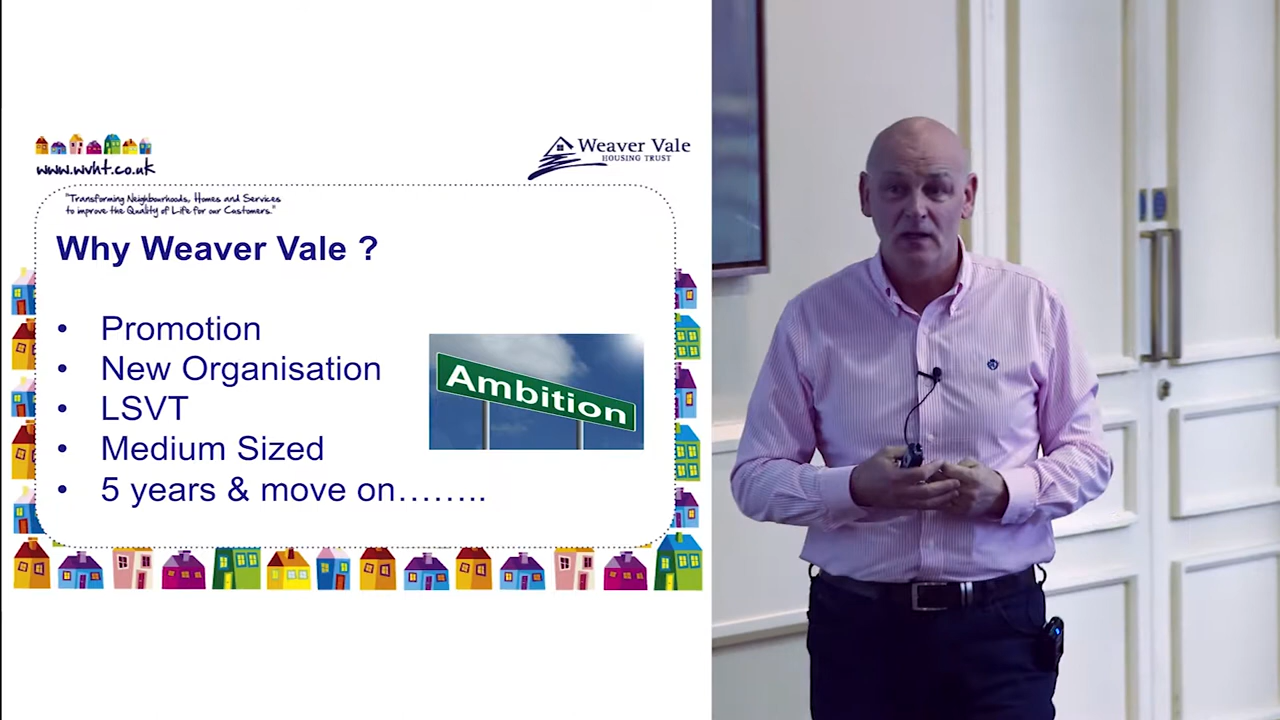 www.wvht.co.uk
Weaver Vale
HOUSING TRUST
"Transforming Neighbourhoods, Homes and Services
to improve the Quality of Life for our Customers."
Why Weaver Vale ?
• Promotion
• New Organisation
• LSVT
• Medium Sized
• 5 years & move on……..
Ambition